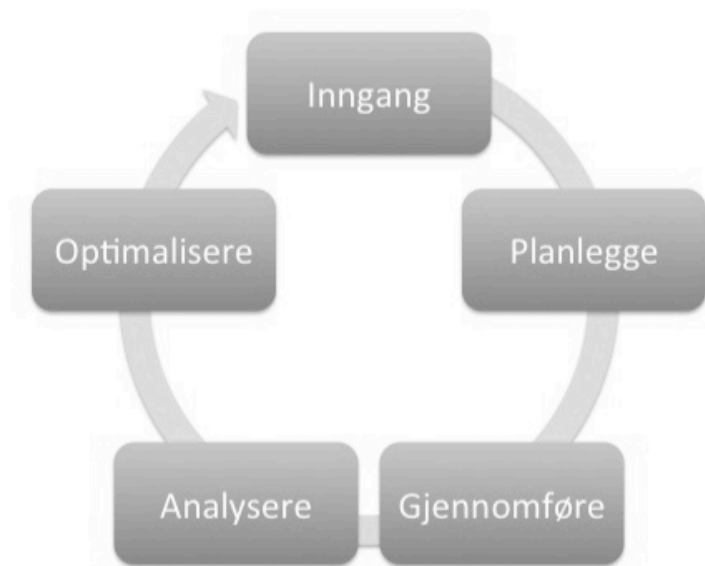 Inngang
Planlegge
Gjennomføre
Analysere
Optimalisere